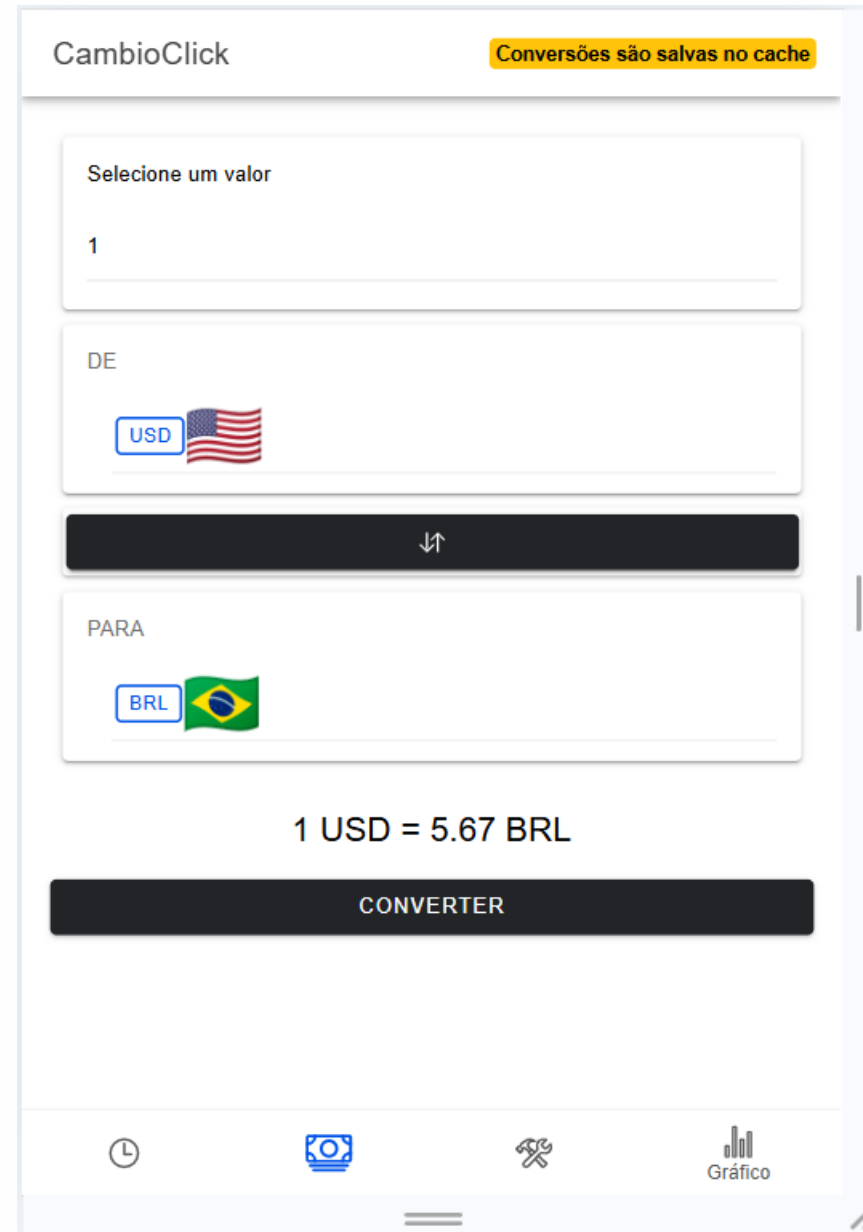 CambioClick
Conversões são salvas no cache
Selecione um valor
1
DE
USD
PARA
BRL
1 USD = 5.67 BRL
CONVERTER
Gráfico